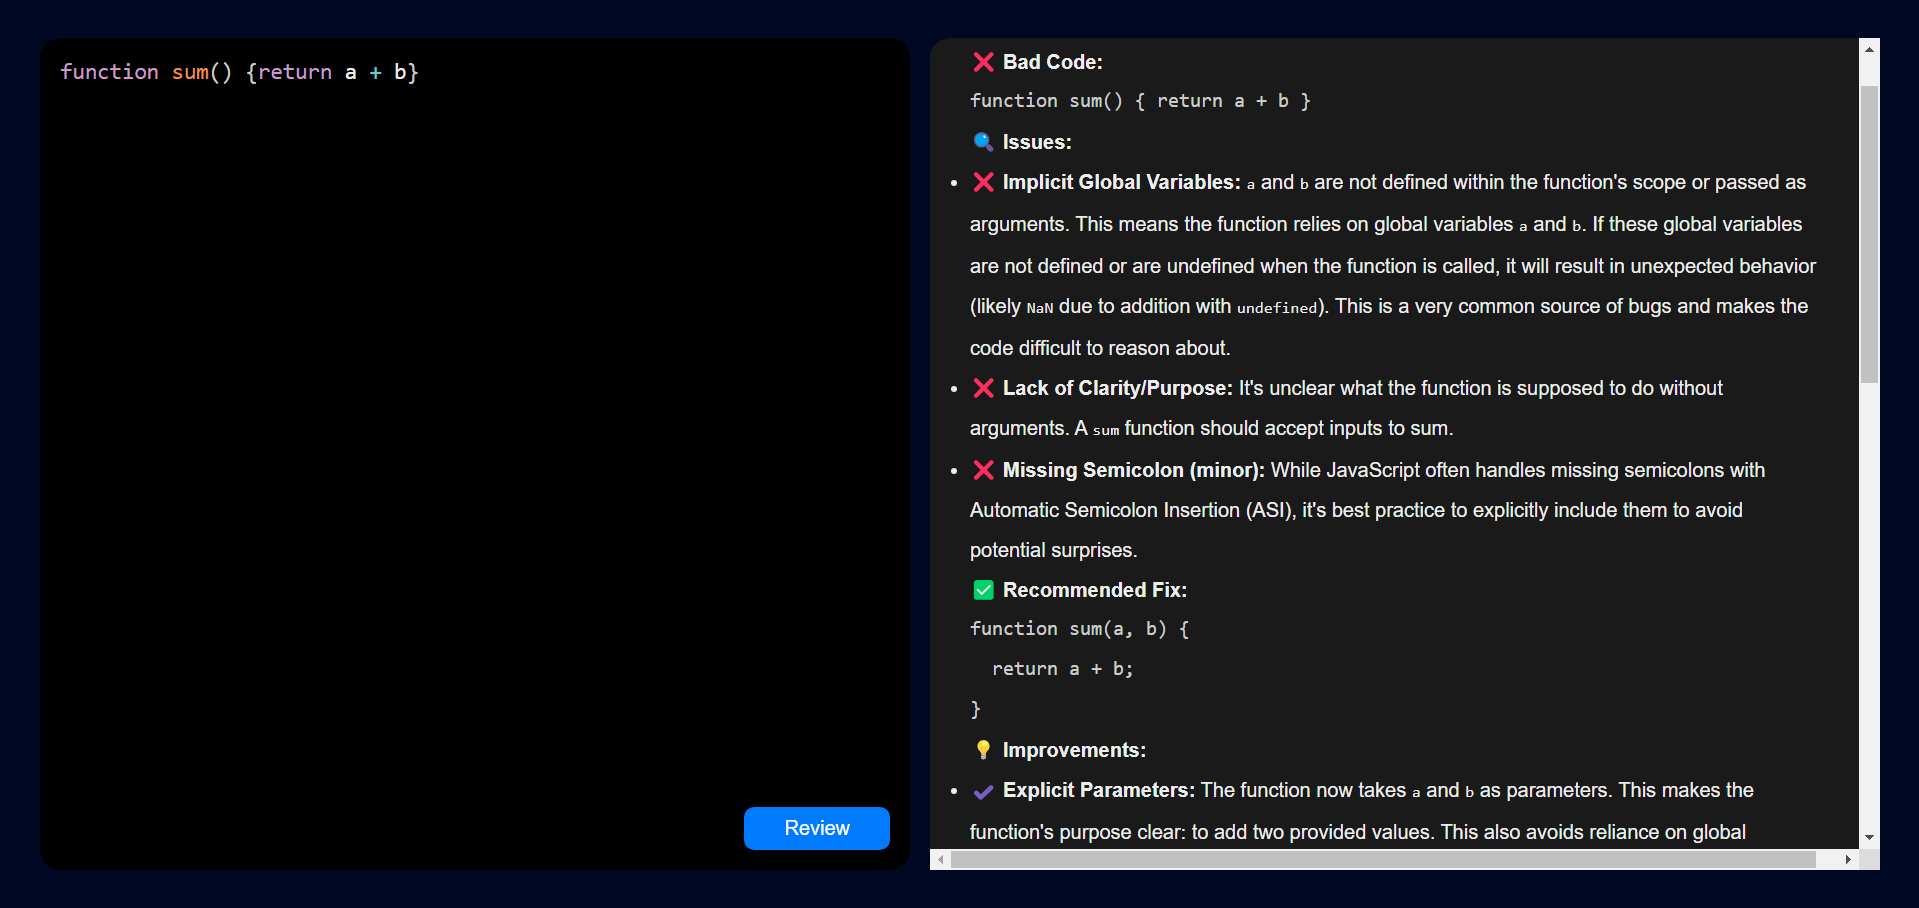 function sum() {return a + b}
Review
❌ Bad Code:
function sum() { return a + b }
🔍 Issues:
• ❌ Implicit Global Variables: a and b are not defined within the function's scope or passed as
arguments. This means the function relies on global variables a and b. If these global variables
are not defined or are undefined when the function is called, it will result in unexpected behavior
(likely NaN due to addition with undefined). This is a very common source of bugs and makes the
code difficult to reason about.
• ❌ Lack of Clarity/Purpose: It's unclear what the function is supposed to do without
arguments. A sum function should accept inputs to sum.
• ❌ Missing Semicolon (minor): While JavaScript often handles missing semicolons with
Automatic Semicolon Insertion (ASI), it's best practice to explicitly include them to avoid
potential surprises.
✅ Recommended Fix:
function sum(a, b) {
  return a + b;
}
💡 Improvements:
• ✔ Explicit Parameters: The function now takes a and b as parameters. This makes the
function's purpose clear: to add two provided values. This also avoids reliance on global